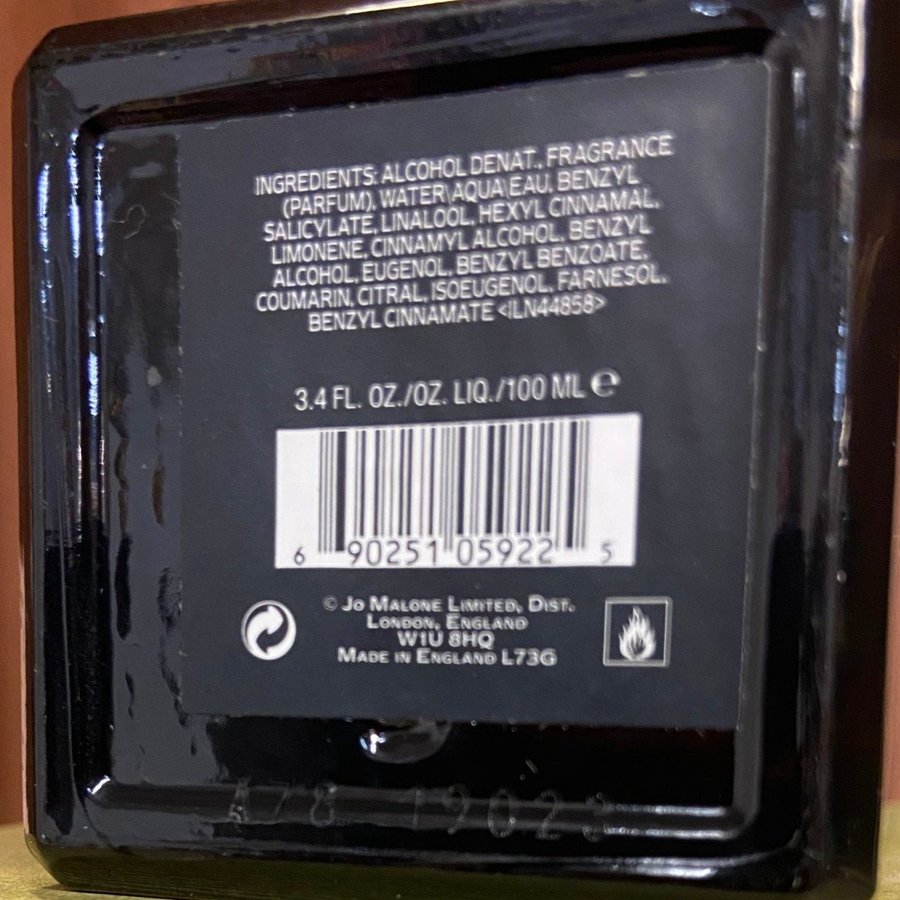 INGREDIENTS: ALCOHOL DENAT., FRAGRANCE
(PARFUM), WATER\AQUA\EAU, BENZYL
SALICYLATE, LINALOOL, HEXYL CINNAMAL,
LIMONENE, CINNAMYL ALCOHOL, BENZYL
ALCOHOL, EUGENOL, BENZYL BENZOATE,
COUMARIN, CITRAL, ISOEUGENOL, FARNESOL,
BENZYL CINNAMATE <ILN44858>
3.4 FL. OZ./OZ. LIQ./100 ML ℮
6 90251 05922 5
© JO MALONE LIMITED, DIST.
LONDON, ENGLAND
W1U 8HQ
MADE IN ENGLAND L73G